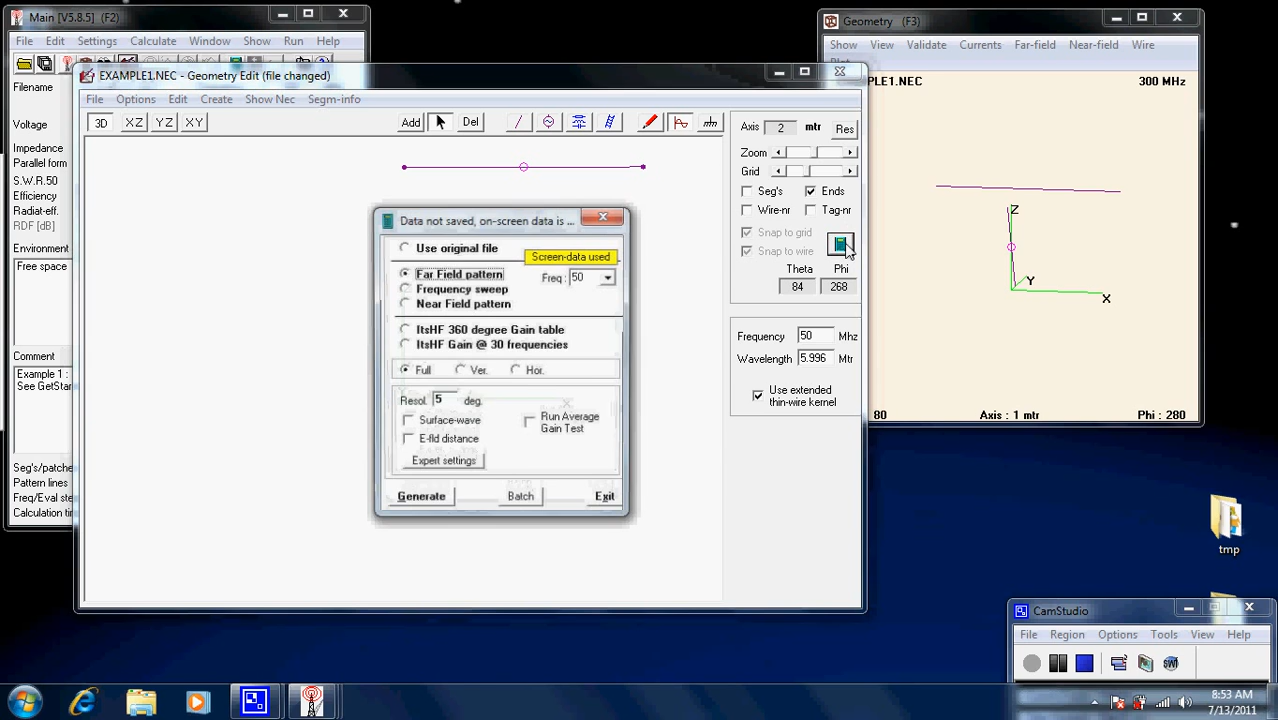 Main [V5.8.5] (F2)
File Edit Settings Calculate Window Show Run Help
Filename
Voltage
Impedance
Parallel form
S.W.R.50
Efficiency
Radiat-eff.
RDF [dB]
Environment
Free space
Comment
Example 1 :
See GetStar
Seg's/patches
Pattern lines
Freq/Eval ste
Calculation ti
EXAMPLE1.NEC - Geometry Edit (file changed)
File Options Edit Create Show Nec Segm-info
3D XZ YZ XY Add Del
Axis 2 mtr Res
Zoom
Grid
Seg's Ends
Wire-nr Tag-nr
Snap to grid
Snap to wire
Theta Phi
84 268
Frequency 50 Mhz
Wavelength 5.996 Mtr
Use extended
thin-wire kernel
Data not saved, on-screen data is ...
Use original file
Screen-data used
Far Field pattern Freq : 50
Frequency sweep
Near Field pattern
ItsHF 360 degree Gain table
ItsHF Gain @ 30 frequencies
Full Ver. Hor.
Resol. 5 deg.
Surface-wave
E-fld distance
Run Average
Gain Test
Expert settings
Generate Batch Exit
Geometry (F3)
Show View Validate Currents Far-field Near-field Wire
Plot
PLE1.NEC 300 MHz
Z
Y
X
80 Axis : 1 mtr Phi : 280
tmp
CamStudio
File Region Options Tools View Help
SWF
8:53 AM
7/13/2011